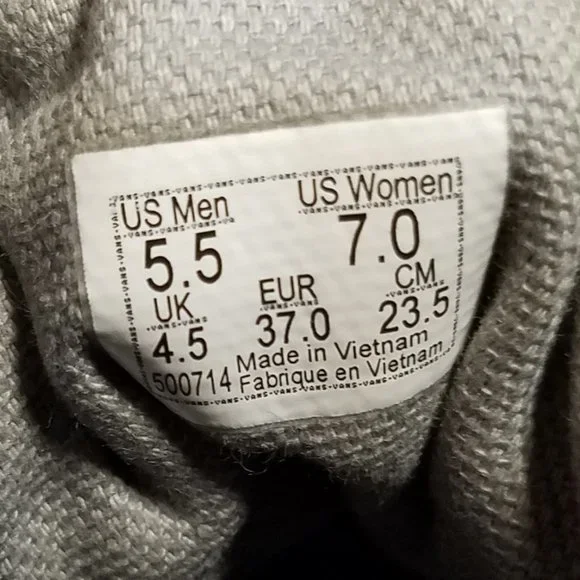 US Men US Women
5.5 7.0
UK EUR CM
4.5 37.0 23.5
Made in Vietnam
500714 Fabrique en Vietnam